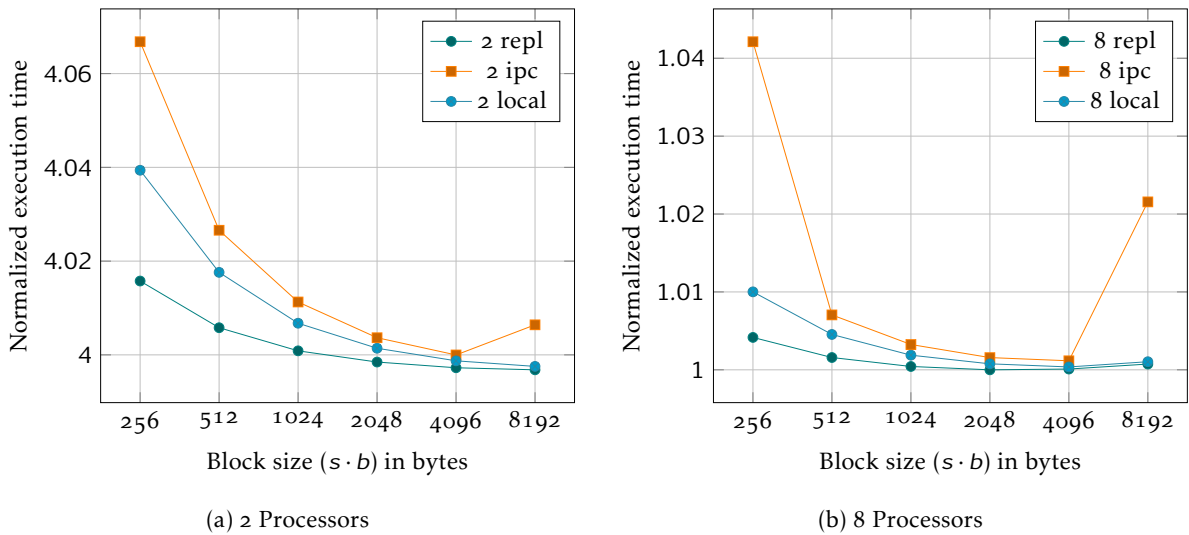 2 repl
2 ipc
2 local
4.06
4.04
4.02
4
Normalized execution time
256 512 1024 2048 4096 8192
Block size (s · b) in bytes
(a) 2 Processors
8 repl
8 ipc
8 local
1.04
1.03
1.02
1.01
1
Normalized execution time
256 512 1024 2048 4096 8192
Block size (s · b) in bytes
(b) 8 Processors